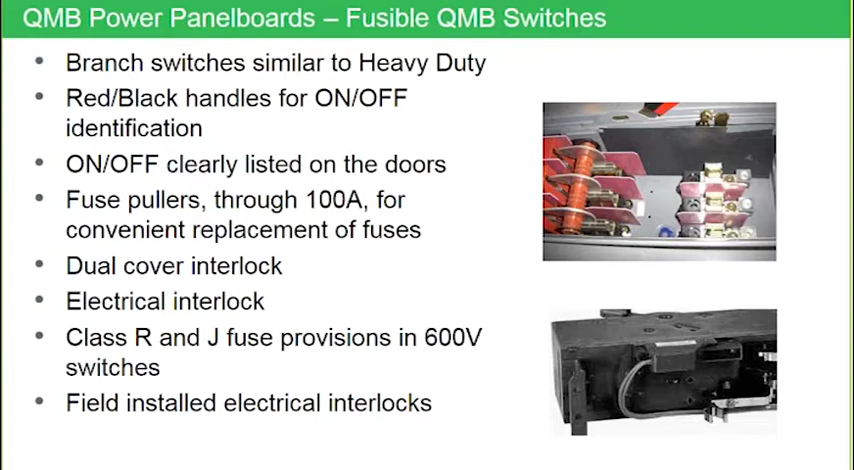 QMB Power Panelboards – Fusible QMB Switches
• Branch switches similar to Heavy Duty
• Red/Black handles for ON/OFF
identification
• ON/OFF clearly listed on the doors
• Fuse pullers, through 100A, for
convenient replacement of fuses
• Dual cover interlock
• Electrical interlock
• Class R and J fuse provisions in 600V
switches
• Field installed electrical interlocks